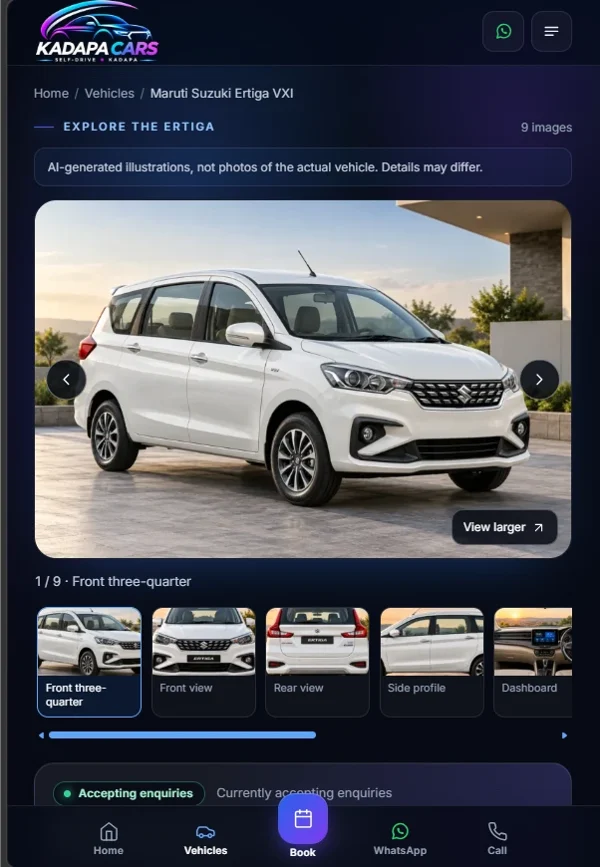 KADAPA CARS
SELF-DRIVE KADAPA
Home / Vehicles / Maruti Suzuki Ertiga VXI
EXPLORE THE ERTIGA
9 images
AI-generated illustrations, not photos of the actual vehicle. Details may differ.
View larger
1 / 9 · Front three-quarter
ERTIGA
Front three-
quarter
Front view
Rear view
Side profile
Dashboard
Accepting enquiries
Currently accepting enquiries
Home
Vehicles
Book
WhatsApp
Call